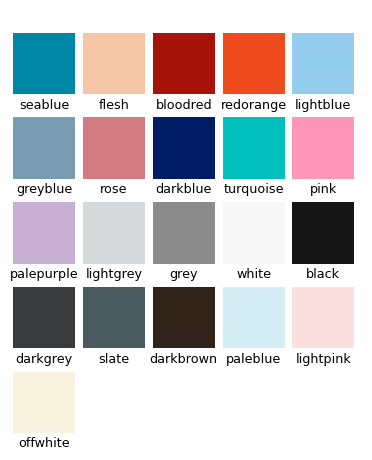 seablue flesh bloodred redorange lightblue
greyblue rose darkblue turquoise pink
palepurple lightgrey grey white black
darkgrey slate darkbrown paleblue lightpink
offwhite